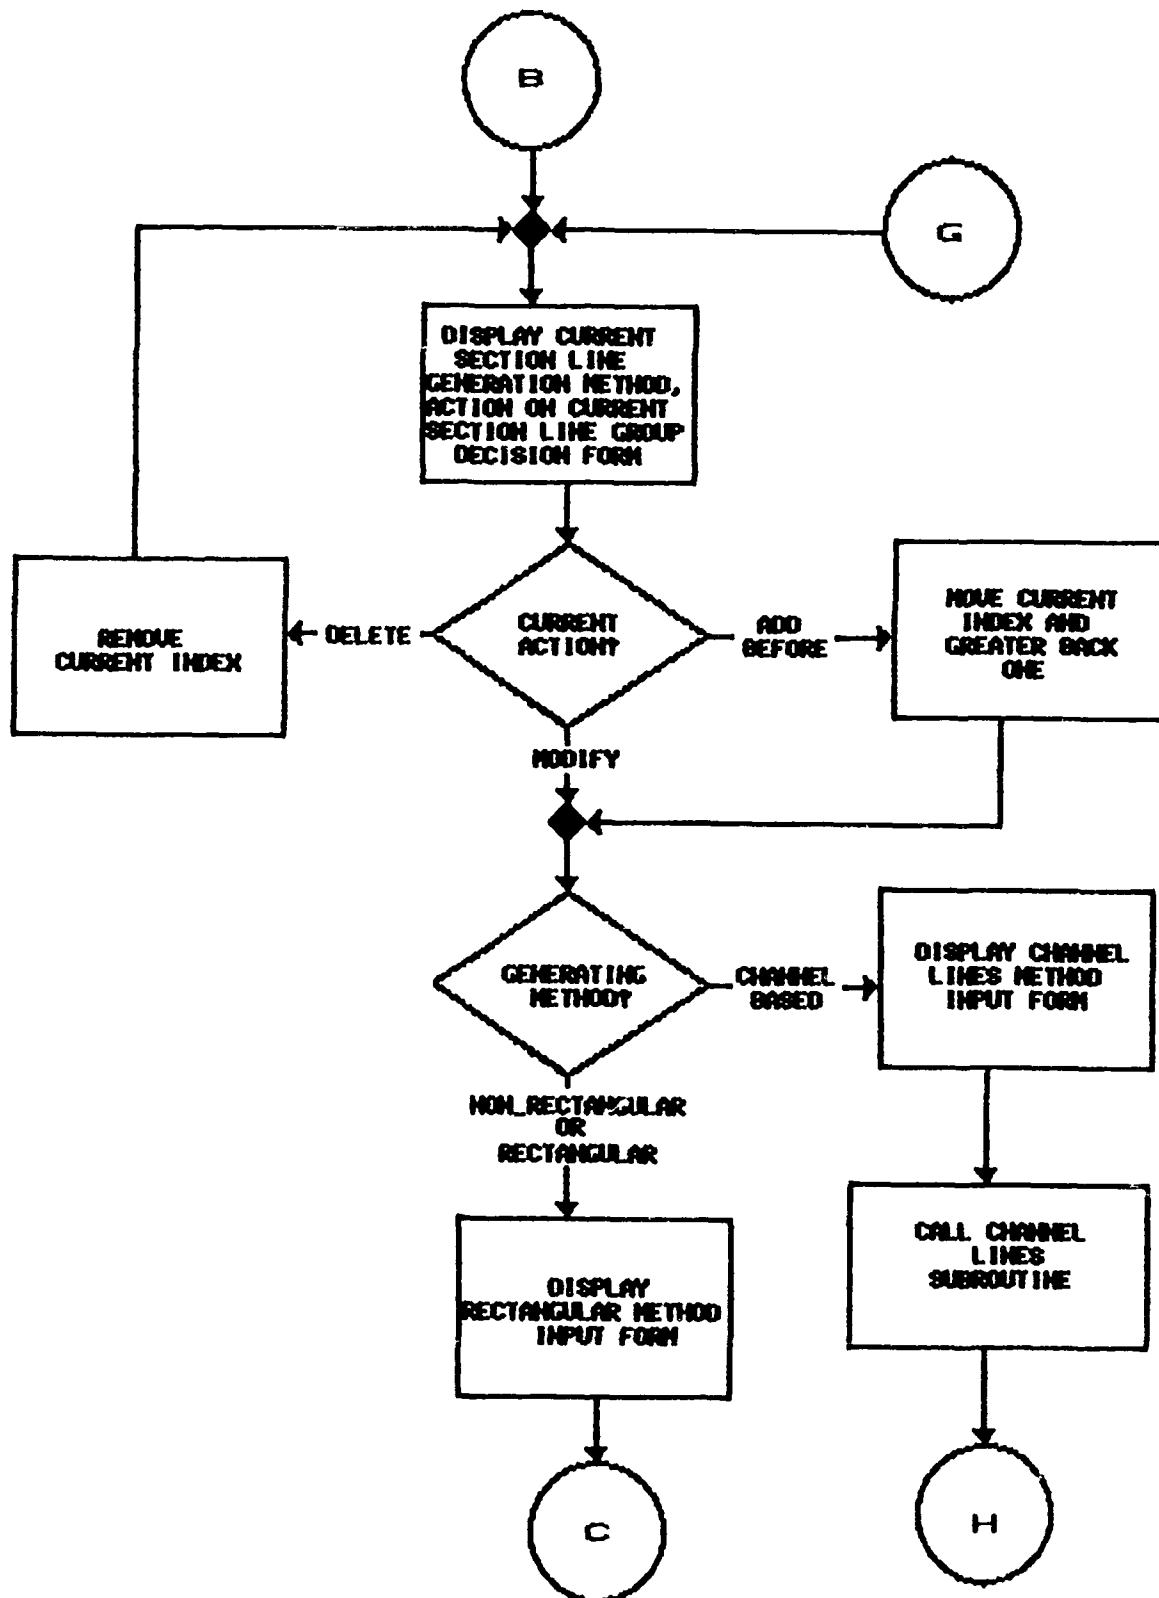 B
G
DISPLAY CURRENT
SECTION LINE
GENERATION METHOD,
ACTION ON CURRENT
SECTION LINE GROUP
DECISION FORM
REMOVE
CURRENT INDEX
DELETE
CURRENT
ACTION?
ADD
BEFORE
MOVE CURRENT
INDEX AND
GREATER BACK
ONE
MODIFY
GENERATING
METHOD?
CHANNEL
BASED
DISPLAY CHANNEL
LINES METHOD
INPUT FORM
NON_RECTANGULAR
OR
RECTANGULAR
CALL CHANNEL
LINES
SUBROUTINE
DISPLAY
RECTANGULAR METHOD
INPUT FORM
C
H